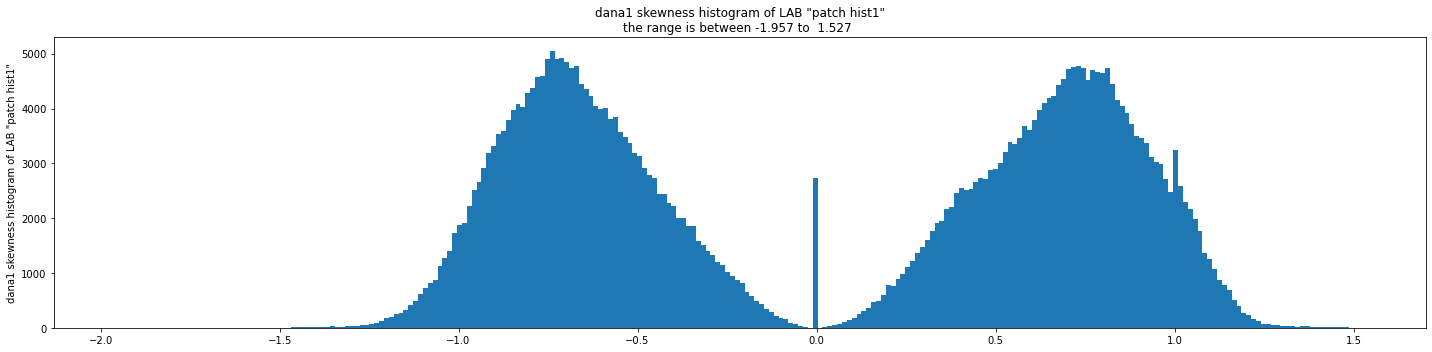 dana1 skewness histogram of LAB "patch hist1"
the range is between -1.957 to  1.527
dana1 skewness histogram of LAB "patch hist1"
5000
4000
3000
2000
1000
0
−2.0 −1.5 −1.0 −0.5 0.0 0.5 1.0 1.5